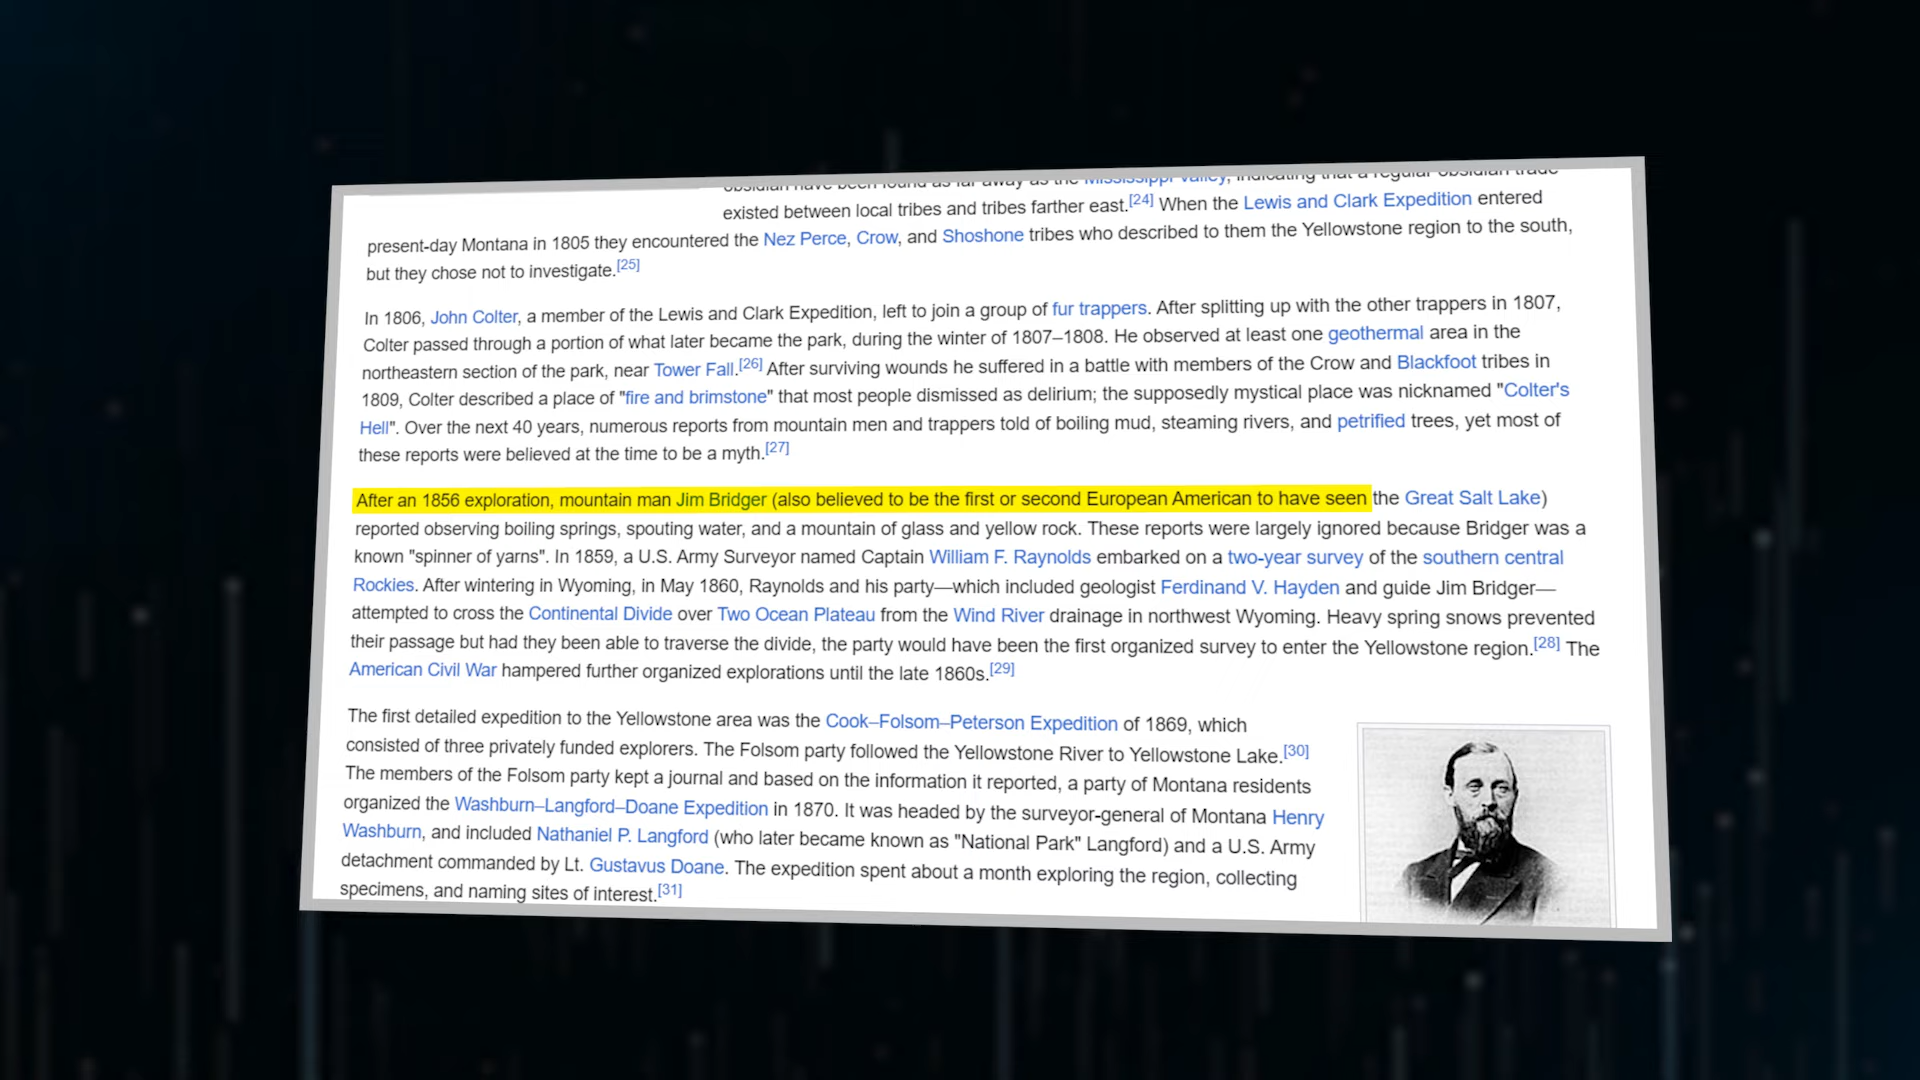 obsidian have been found as far away as the Mississippi Valley, indicating that a regular obsidian trade
existed between local tribes and tribes farther east.[24] When the Lewis and Clark Expedition entered
present-day Montana in 1805 they encountered the Nez Perce, Crow, and Shoshone tribes who described to them the Yellowstone region to the south,
but they chose not to investigate.[25]
In 1806, John Colter, a member of the Lewis and Clark Expedition, left to join a group of fur trappers. After splitting up with the other trappers in 1807,
Colter passed through a portion of what later became the park, during the winter of 1807–1808. He observed at least one geothermal area in the
northeastern section of the park, near Tower Fall.[26] After surviving wounds he suffered in a battle with members of the Crow and Blackfoot tribes in
1809, Colter described a place of "fire and brimstone" that most people dismissed as delirium; the supposedly mystical place was nicknamed "Colter's
Hell". Over the next 40 years, numerous reports from mountain men and trappers told of boiling mud, steaming rivers, and petrified trees, yet most of
these reports were believed at the time to be a myth.[27]
After an 1856 exploration, mountain man Jim Bridger (also believed to be the first or second European American to have seen the Great Salt Lake)
reported observing boiling springs, spouting water, and a mountain of glass and yellow rock. These reports were largely ignored because Bridger was a
known "spinner of yarns". In 1859, a U.S. Army Surveyor named Captain William F. Raynolds embarked on a two-year survey of the southern central
Rockies. After wintering in Wyoming, in May 1860, Raynolds and his party—which included geologist Ferdinand V. Hayden and guide Jim Bridger—
attempted to cross the Continental Divide over Two Ocean Plateau from the Wind River drainage in northwest Wyoming. Heavy spring snows prevented
their passage but had they been able to traverse the divide, the party would have been the first organized survey to enter the Yellowstone region.[28] The
American Civil War hampered further organized explorations until the late 1860s.[29]
The first detailed expedition to the Yellowstone area was the Cook–Folsom–Peterson Expedition of 1869, which
consisted of three privately funded explorers. The Folsom party followed the Yellowstone River to Yellowstone Lake.[30]
The members of the Folsom party kept a journal and based on the information it reported, a party of Montana residents
organized the Washburn–Langford–Doane Expedition in 1870. It was headed by the surveyor-general of Montana Henry
Washburn, and included Nathaniel P. Langford (who later became known as "National Park" Langford) and a U.S. Army
detachment commanded by Lt. Gustavus Doane. The expedition spent about a month exploring the region, collecting
specimens, and naming sites of interest.[31]